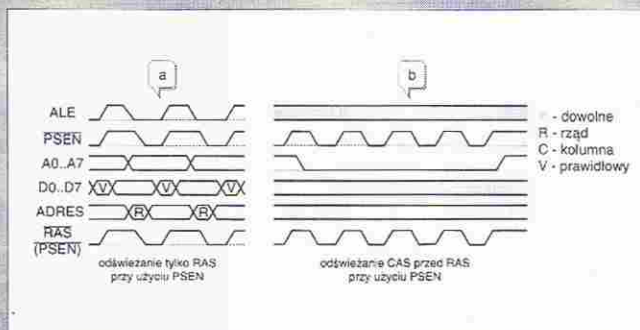 a
b
ALE
PSEN
A0..A7
D0..D7
ADRES
RAS
(PSEN)
V V V
R R
- dowolne
R - rząd
C - kolumna
V - prawidłowy
odświeżanie tylko RAS
przy użyciu PSEN
odświeżanie CAS przed RAS
przy użyciu PSEN